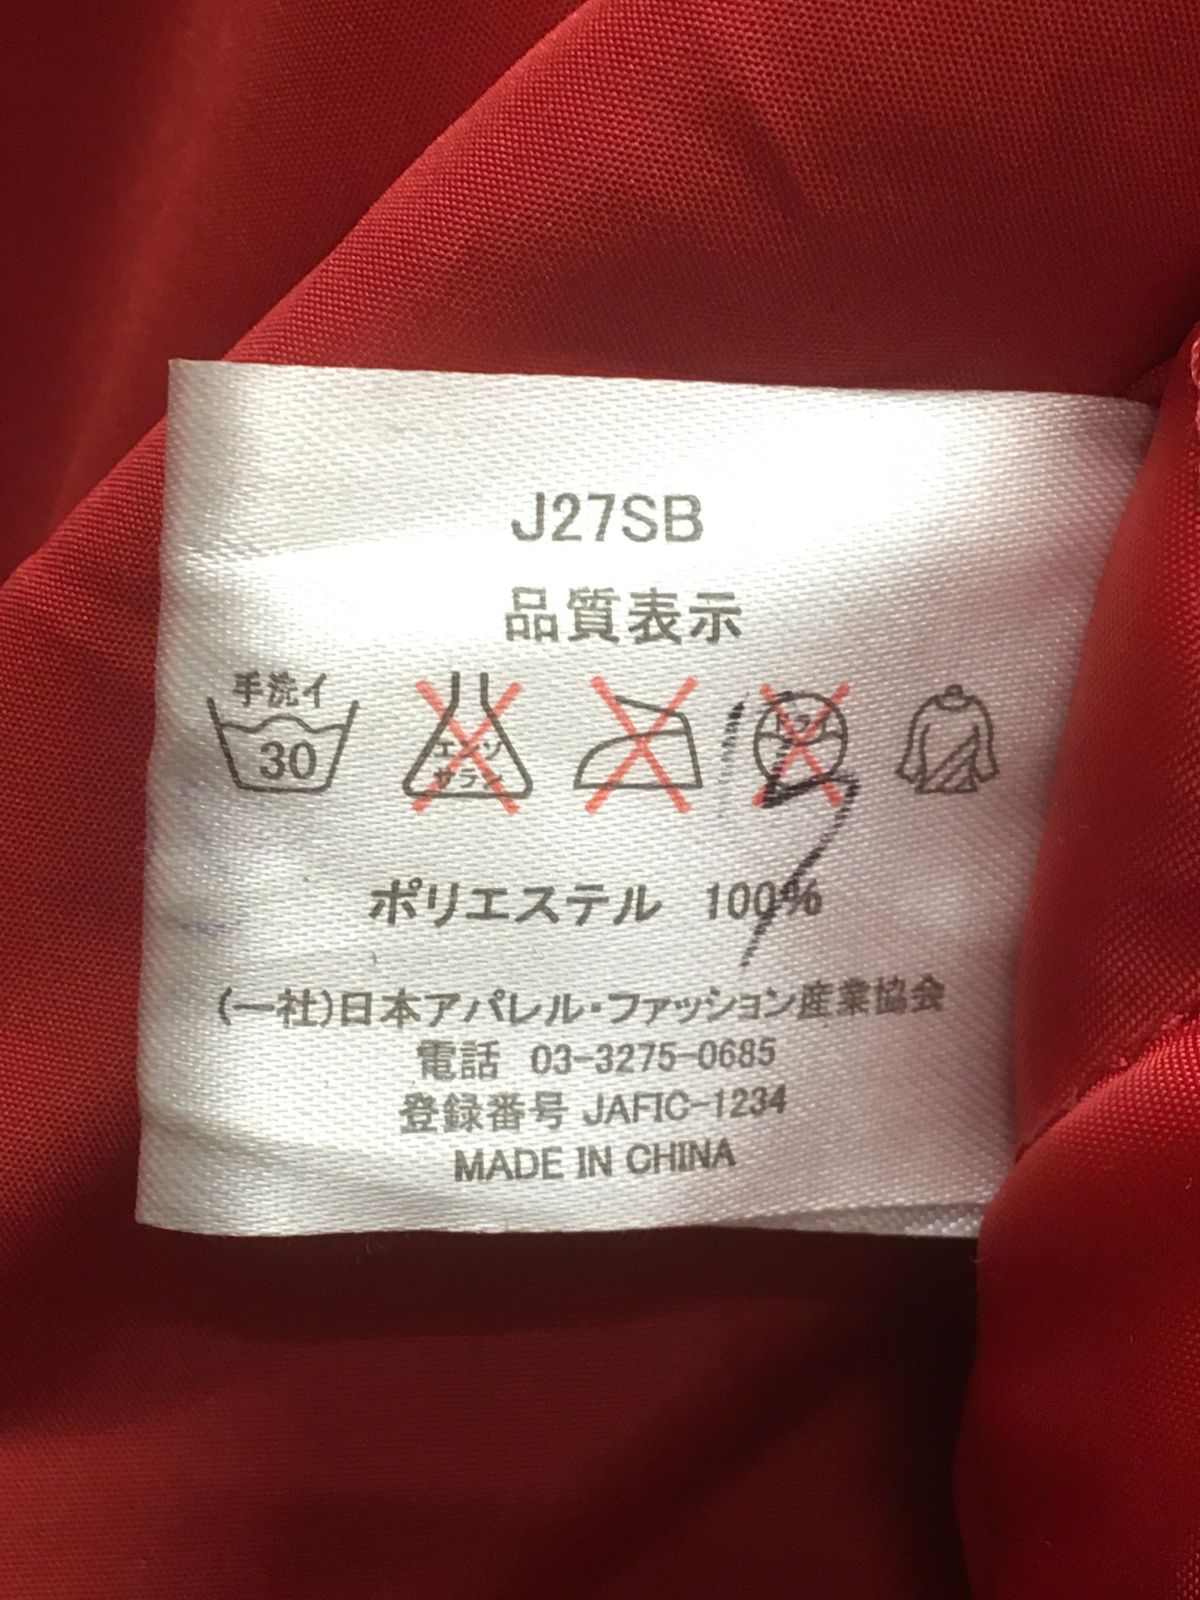 J27SB
品質表示
手洗イ
30
エンソ
サラシ
ドライ
ポリエステル 100%
(一社)日本アパレル・ファッション産業協会
電話 03-3275-0685
登録番号 JAFIC-1234
MADE IN CHINA